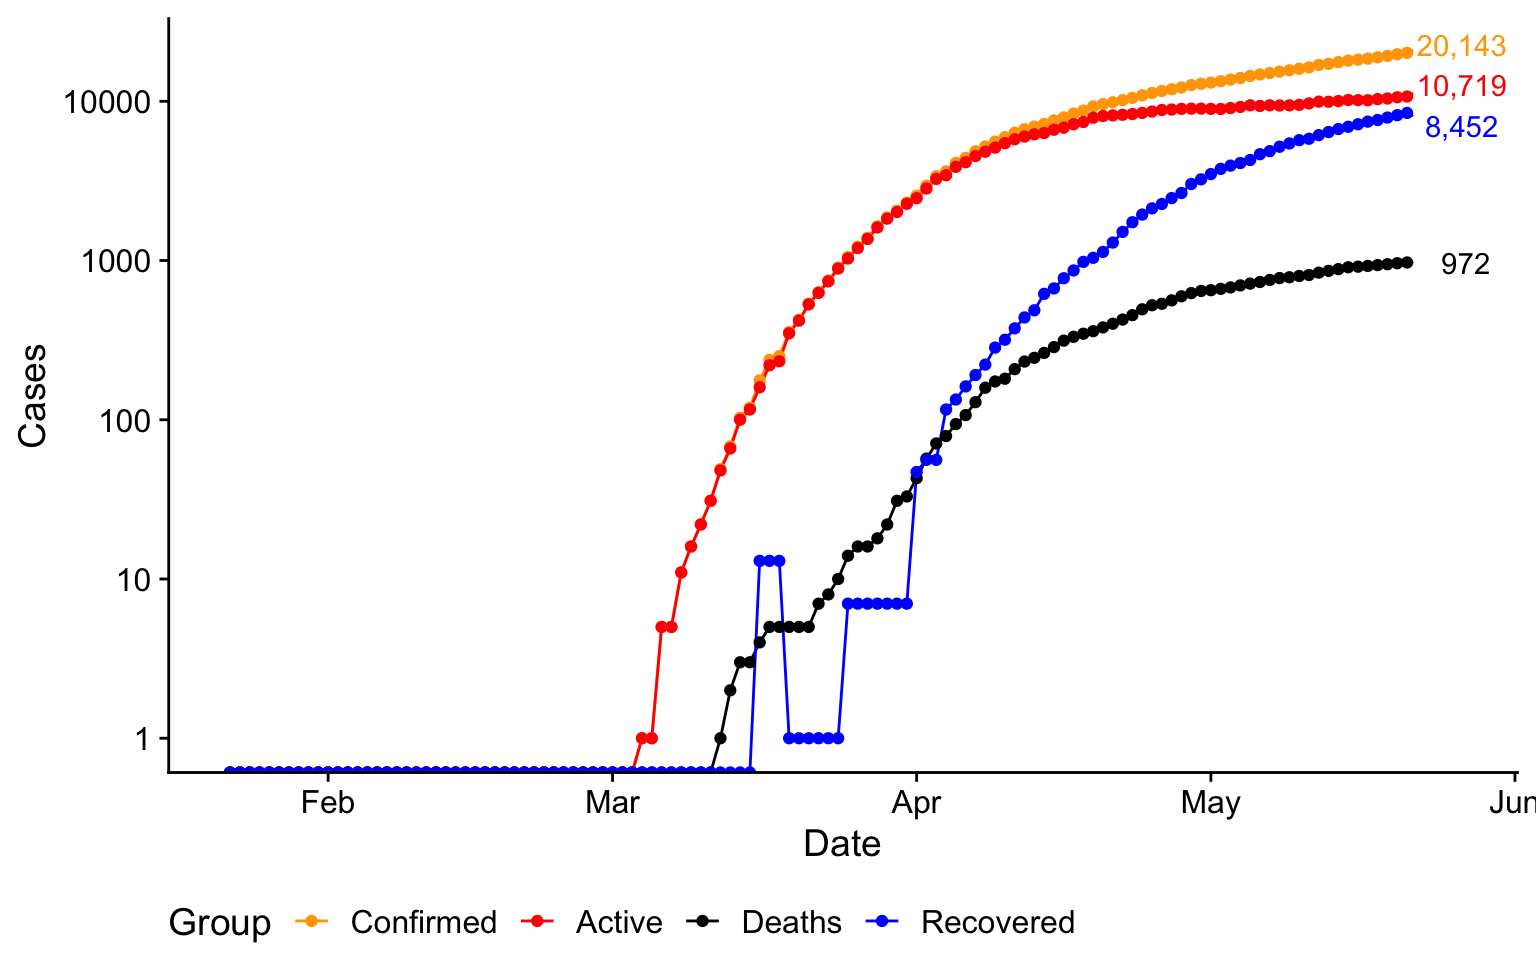 20,143
10,719
8,452
972
10000
1000
100
10
1
Cases
Feb Mar Apr May Jun
Date
Group Confirmed Active Deaths Recovered